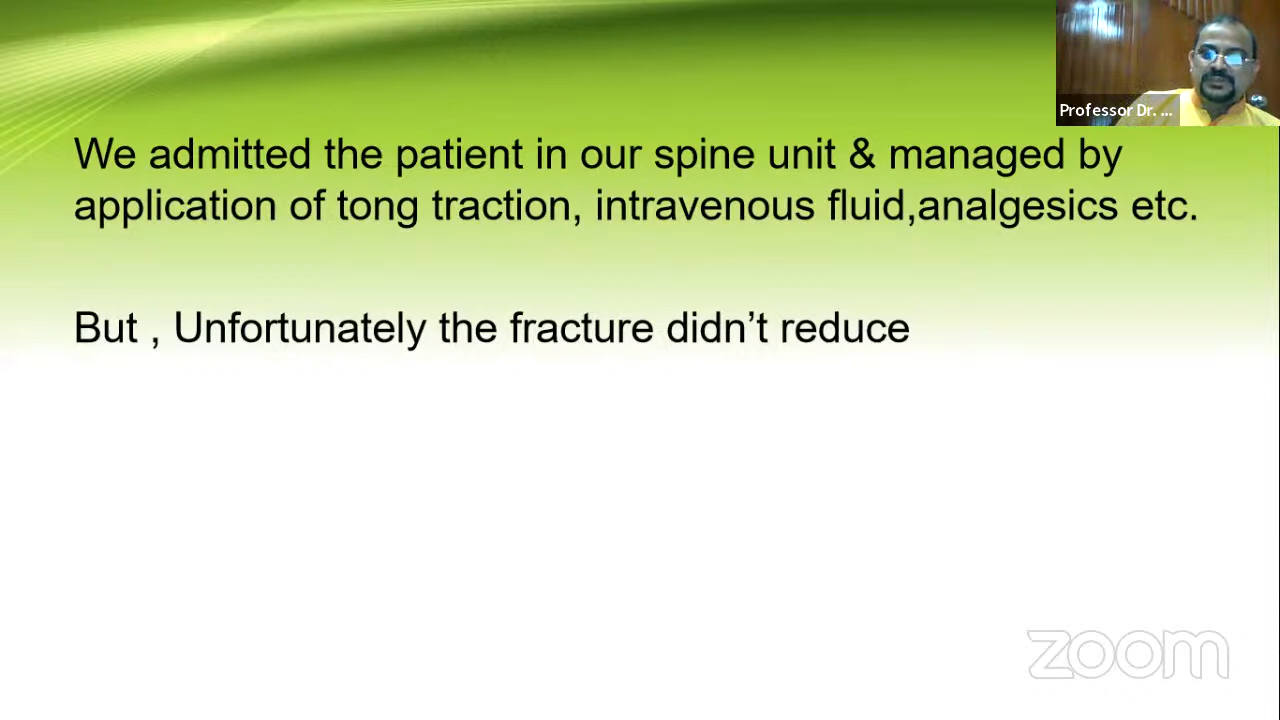 Professor Dr. ...
We admitted the patient in our spine unit & managed by
application of tong traction, intravenous fluid,analgesics etc.
But , Unfortunately the fracture didn’t reduce
zoom